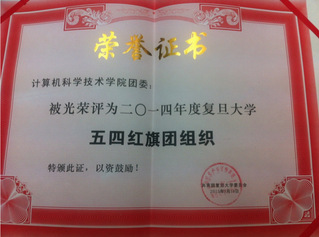 荣誉证书
计算机科学技术学院团委：
被光荣评为二〇一四年度复旦大学
五四红旗团组织
特颁此证，以资鼓励！